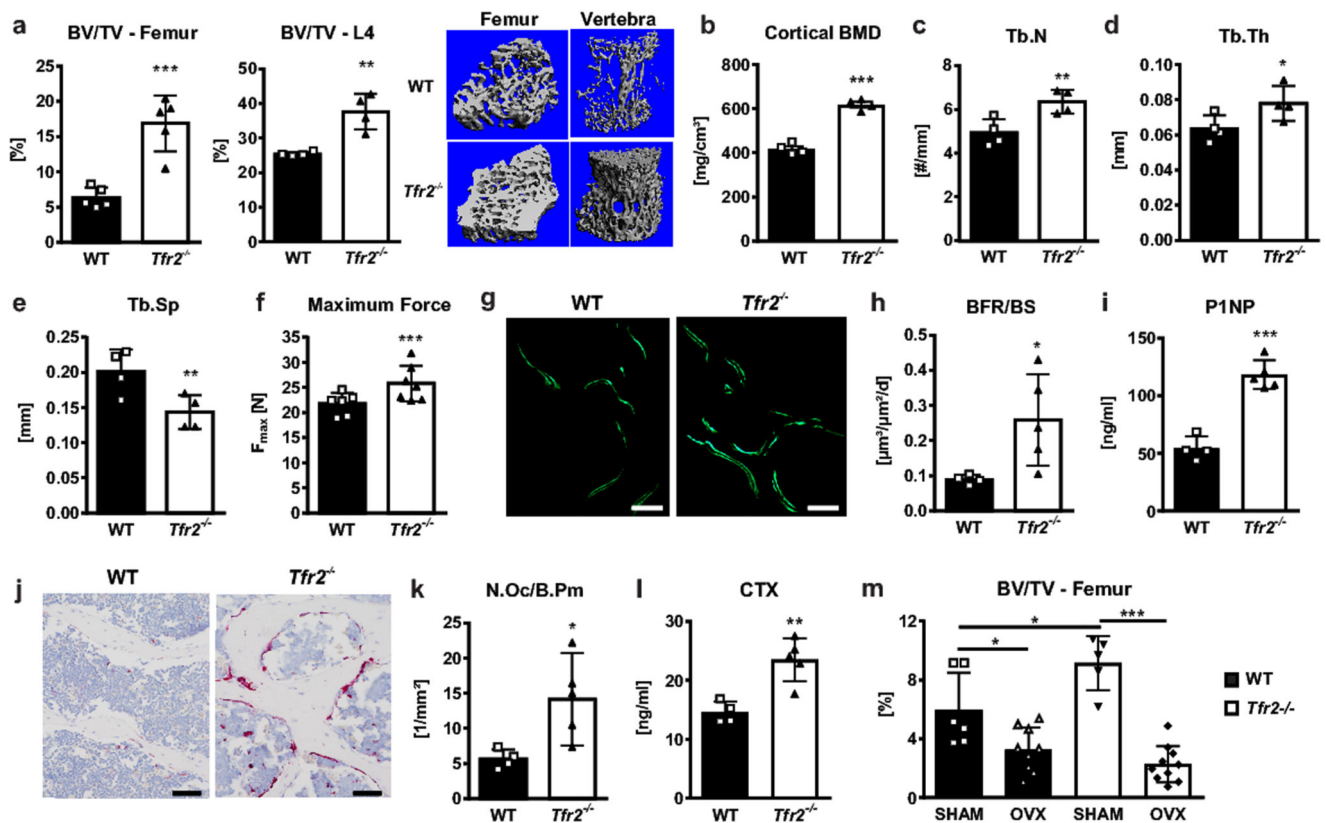 a
BV/TV - Femur
[%]
25
20
15
10
5
0
***
WT
Tfr2-/-
BV/TV - L4
[%]
50
40
30
20
10
0
**
WT
Tfr2-/-
Femur
Vertebra
WT
Tfr2-/-
b
Cortical BMD
[mg/cm³]
800
600
400
200
0
***
WT
Tfr2-/-
c
Tb.N
[#/mm]
8
6
4
2
0
**
WT
Tfr2-/-
d
Tb.Th
[mm]
0.10
0.08
0.06
0.04
0.02
0.00
*
WT
Tfr2-/-
e
Tb.Sp
[mm]
0.25
0.20
0.15
0.10
0.05
0.00
**
WT
Tfr2-/-
f
Maximum Force
Fmax [N]
35
30
25
20
15
10
5
0
***
WT
Tfr2-/-
g
WT
Tfr2-/-
h
BFR/BS
[µm³/µm²/d]
0.5
0.4
0.3
0.2
0.1
0.0
*
WT
Tfr2-/-
i
P1NP
[ng/ml]
150
100
50
0
***
WT
Tfr2-/-
j
WT
Tfr2-/-
k
N.Oc/B.Pm
[1/mm²]
25
20
15
10
5
0
*
WT
Tfr2-/-
l
CTX
[ng/ml]
30
20
10
0
**
WT
Tfr2-/-
m
BV/TV - Femur
[%]
12
8
4
0
*
*
***
SHAM
OVX
SHAM
OVX
WT
Tfr2-/-